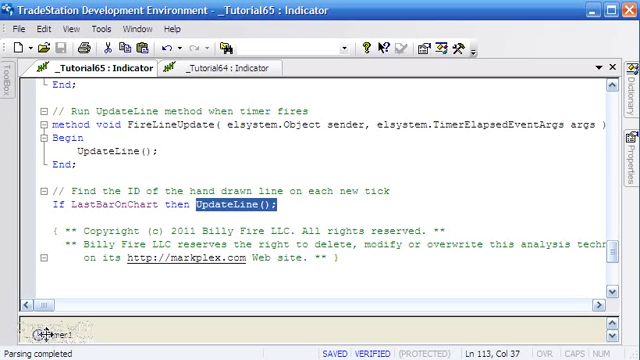 TradeStation Development Environment - _Tutorial65 : Indicator
File Edit View Tools Window Help
_Tutorial65 : Indicator _Tutorial64 : Indicator
ToolBox
Dictionary
Properties
End;
// Run UpdateLine method when timer fires
method void FireLineUpdate( elsystem.Object sender, elsystem.TimerElapsedEventArgs args )
Begin
UpdateLine();
End;
// Find the ID of the hand drawn line on each new tick
If LastBarOnChart then UpdateLine();
{ ** Copyright (c) 2011 Billy Fire LLC. All rights reserved. **
** Billy Fire LLC reserves the right to delete, modify or overwrite this analysis techn
on its http://markplex.com Web site. ** }
Parsing completed SAVED VERIFIED (PROTECTED) Ln 113, Col 37